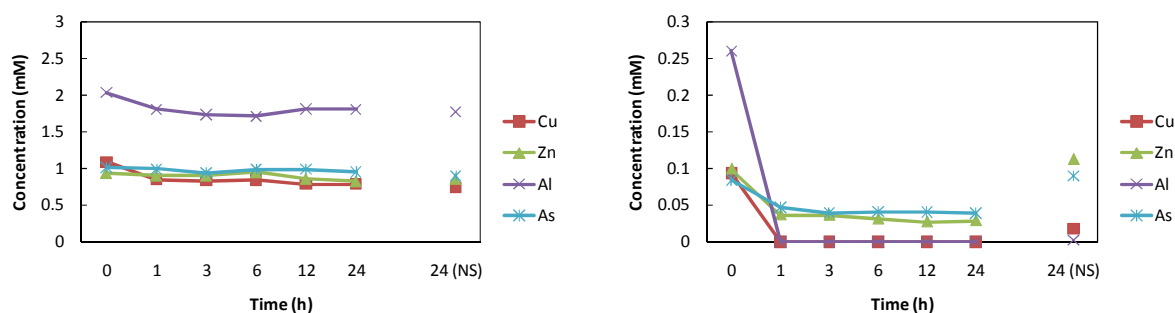 Concentration (mM)
3
2.5
2
1.5
1
0.5
0
0 1 3 6 12 24 24 (NS)
Time (h)
Cu
Zn
Al
As
Concentration (mM)
0.3
0.25
0.2
0.15
0.1
0.05
0
0 1 3 6 12 24 24 (NS)
Time (h)
Cu
Zn
Al
As